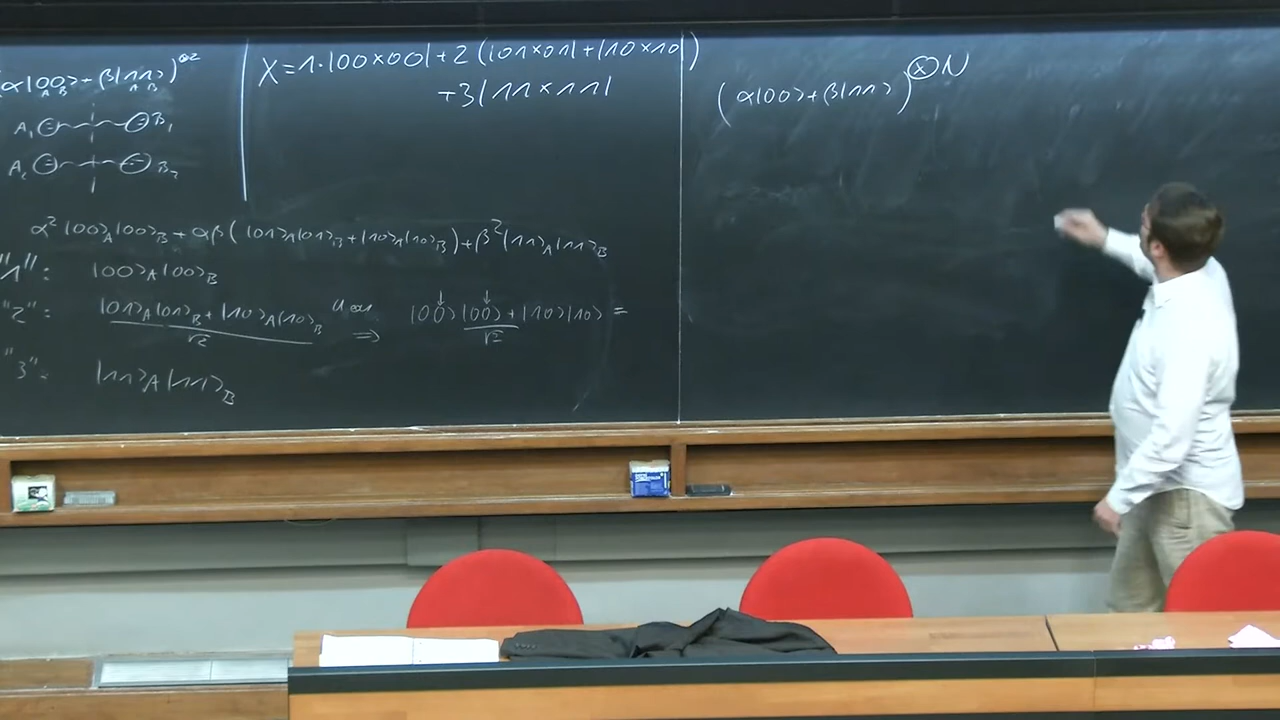 (α|00⟩ + β|11⟩)^{⊗2}
A B A B
A₁ B₁
A₂ B₂
α²|00⟩_A|00⟩_B + αβ(|01⟩_A|01⟩_B + |10⟩_A|10⟩_B) + β²|11⟩_A|11⟩_B
"1": |00⟩_A|00⟩_B
"2": |01⟩_A|01⟩_B + |10⟩_A|10⟩_B / √2 ⇒ |00⟩|00⟩ + |10⟩|10⟩ / √2 =
"3": |11⟩_A|11⟩_B
X = 1·|00×00| + 2(|01×01| + |10×10|)
+3|11×11|
(α|00⟩ + β|11⟩)^{⊗N}